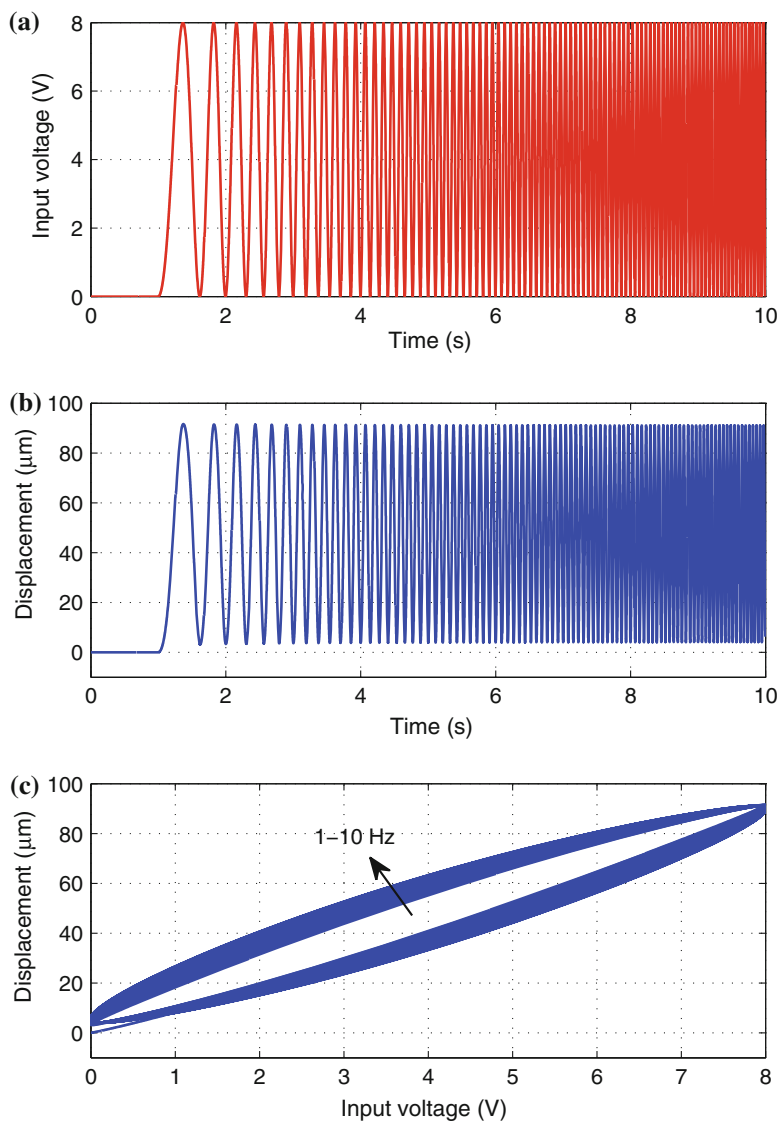 (a)
8
6
4
2
0
Input voltage (V)
0 2 4 6 8 10
Time (s)
(b)
100
80
60
40
20
0
Displacement (μm)
0 2 4 6 8 10
Time (s)
(c)
100
80
60
40
20
0
Displacement (μm)
1–10 Hz
0 1 2 3 4 5 6 7 8
Input voltage (V)